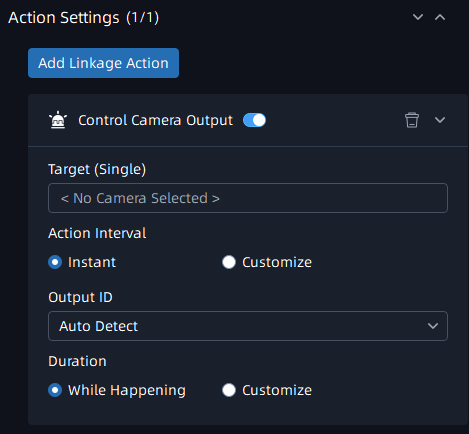 Action Settings (1/1)
Add Linkage Action
Control Camera Output
Target (Single)
< No Camera Selected >
Action Interval
Instant Customize
Output ID
Auto Detect
Duration
While Happening Customize